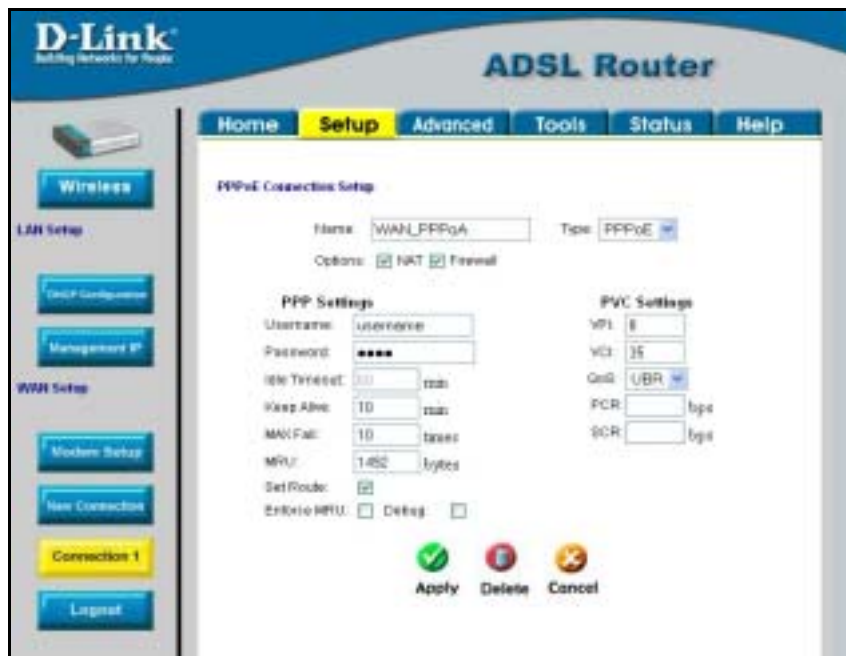 D-Link
Building Networks for People
ADSL Router
Home Setup Advanced Tools Status Help
Wireless
LAN Setup
DHCP Configuration
Management IP
WAN Setup
Modem Setup
New Connection
Connection 1
Logout
PPPoE Connection Setup
Name: WAN_PPPoA Type: PPPoE
Options: NAT Firewall
PPP Settings
Username: username
Password: ●●●●
Idle Timeout: min
Keep Alive: 10 min
MAX Fail: 10 times
MRU: 1492 bytes
Set Route:
Enforce MRU: Debug
PVC Settings
VPI:
VCI: 35
QoS: UBR
PCR: bps
SCR: bps
Apply Delete Cancel